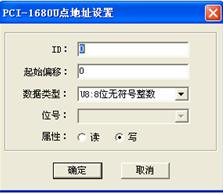 PCI-1680U点地址设置
ID： 0
起始偏移： 0
数据类型： U8:8位无符号整数
位号：
属性： 读 写
确定 取消